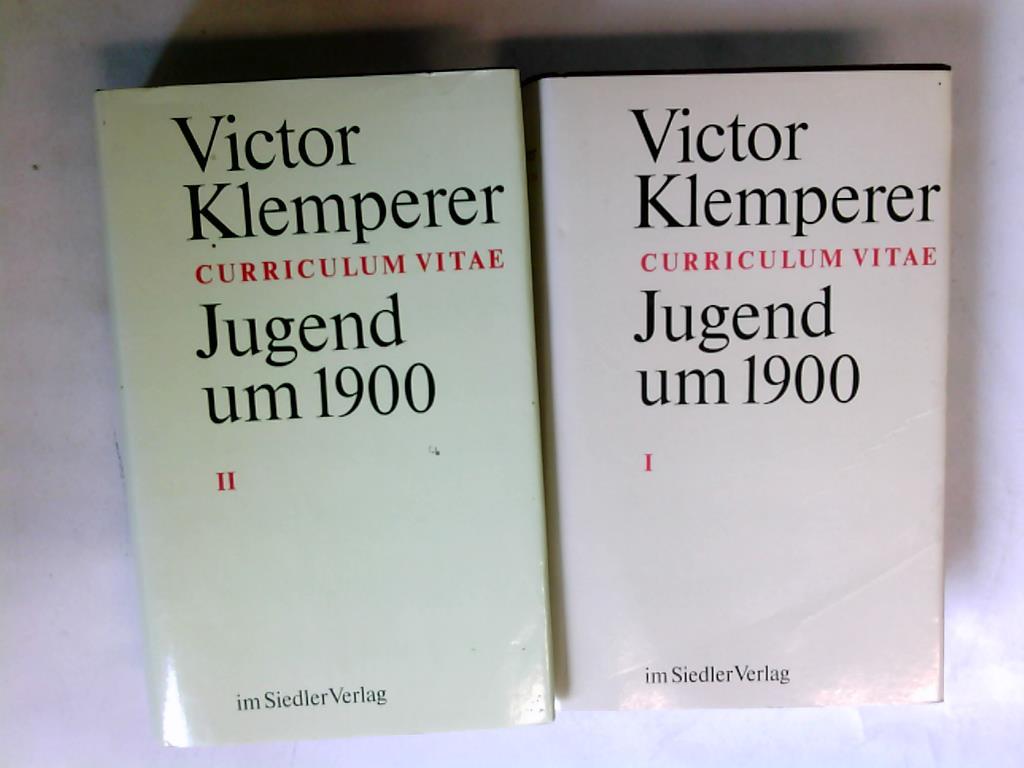 Victor
Klemperer
CURRICULUM VITAE
Jugend
um 1900
II
im Siedler Verlag
Victor
Klemperer
CURRICULUM VITAE
Jugend
um 1900
I
im Siedler Verlag